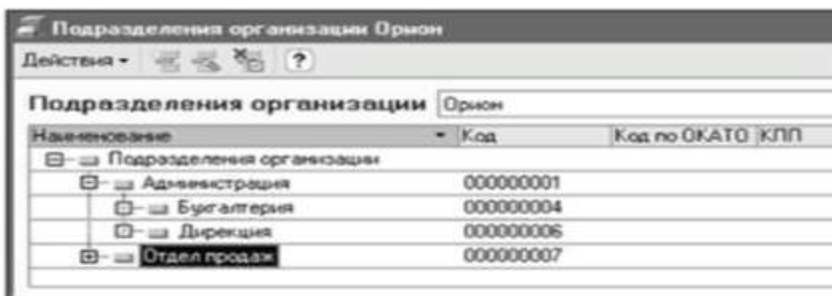 Подразделения организации Орион
Действия ?
Подразделения организации Орион
Наименование Код Код по ОКАТО КПП
Подразделения организации
Администрация 000000001
Бухгалтерия 000000004
Дирекция 000000006
Отдел продаж 000000007